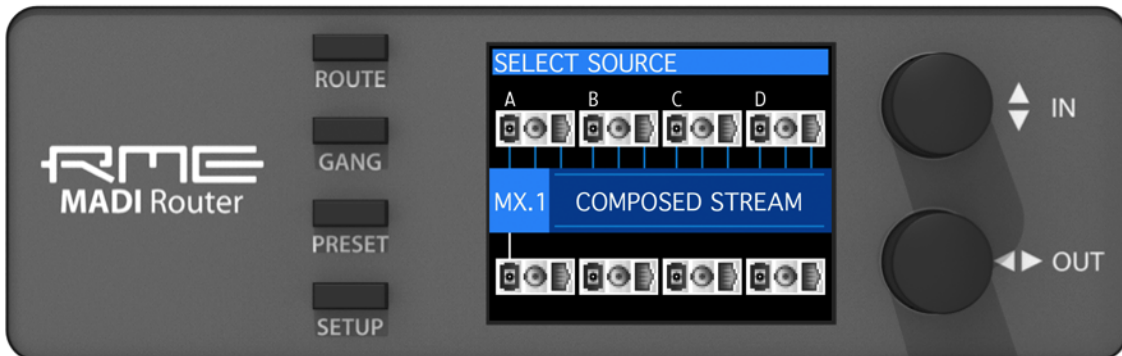 RME
MADI Router
ROUTE
GANG
PRESET
SETUP
SELECT SOURCE
A B C D
MX.1 COMPOSED STREAM
IN
OUT